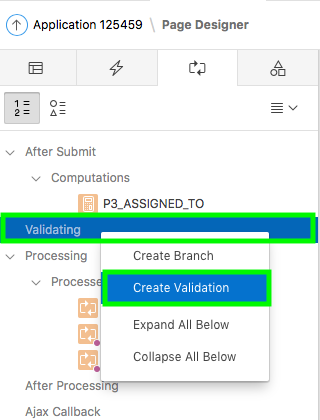 Application 125459 \ Page Designer
After Submit
Computations
P3_ASSIGNED_TO
Validating
Processing
Create Branch
Processe
Create Validation
Expand All Below
Collapse All Below
After Processing
Ajax Callback